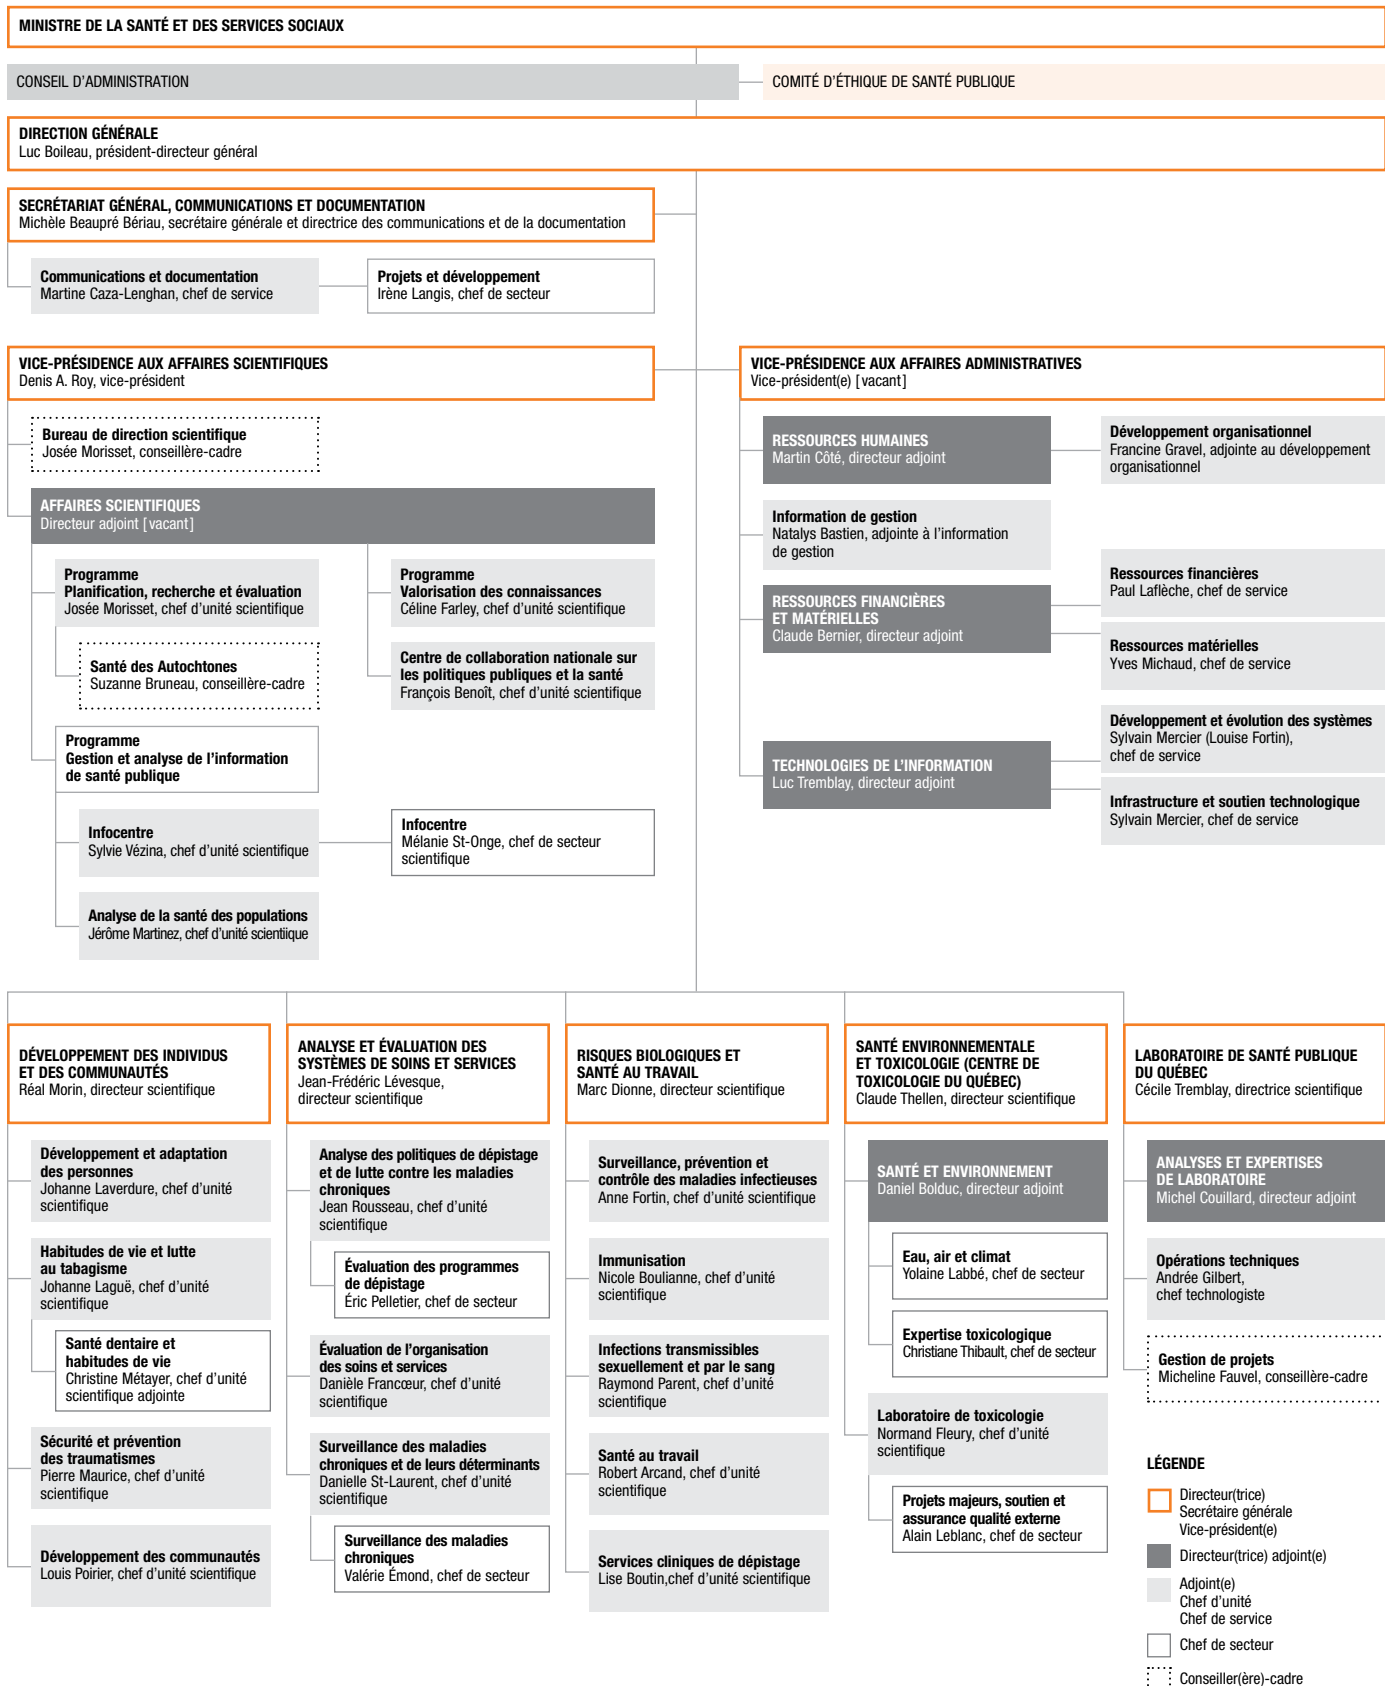 MINISTRE DE LA SANTÉ ET DES SERVICES SOCIAUX
CONSEIL D'ADMINISTRATION
COMITÉ D'ÉTHIQUE DE SANTÉ PUBLIQUE
DIRECTION GÉNÉRALE
Luc Boileau, président-directeur général
SECRÉTARIAT GÉNÉRAL, COMMUNICATIONS ET DOCUMENTATION
Michèle Beaupré Bériau, secrétaire générale et directrice des communications et de la documentation
Communications et documentation
Martine Caza-Lenghan, chef de service
Projets et développement
Irène Langis, chef de secteur
VICE-PRÉSIDENCE AUX AFFAIRES SCIENTIFIQUES
Denis A. Roy, vice-président
Bureau de direction scientifique
Josée Morisset, conseillère-cadre
AFFAIRES SCIENTIFIQUES
Directeur adjoint [vacant]
Programme
Planification, recherche et évaluation
Josée Morisset, chef d'unité scientifique
Santé des Autochtones
Suzanne Bruneau, conseillère-cadre
Programme
Valorisation des connaissances
Céline Farley, chef d'unité scientifique
Centre de collaboration nationale sur
les politiques publiques et la santé
François Benoît, chef d'unité scientifique
Programme
Gestion et analyse de l'information
de santé publique
Infocentre
Sylvie Vézina, chef d'unité scientifique
Infocentre
Mélanie St-Onge, chef de secteur
scientifique
Analyse de la santé des populations
Jérôme Martinez, chef d'unité scientiique
VICE-PRÉSIDENCE AUX AFFAIRES ADMINISTRATIVES
Vice-président(e) [vacant]
RESSOURCES HUMAINES
Martin Côté, directeur adjoint
Développement organisationnel
Francine Gravel, adjointe au développement
organisationnel
Information de gestion
Natalys Bastien, adjointe à l'information
de gestion
RESSOURCES FINANCIÈRES
ET MATÉRIELLES
Claude Bernier, directeur adjoint
Ressources financières
Paul Laflèche, chef de service
Ressources matérielles
Yves Michaud, chef de service
TECHNOLOGIES DE L'INFORMATION
Luc Tremblay, directeur adjoint
Développement et évolution des systèmes
Sylvain Mercier (Louise Fortin),
chef de service
Infrastructure et soutien technologique
Sylvain Mercier, chef de service
DÉVELOPPEMENT DES INDIVIDUS
ET DES COMMUNAUTÉS
Réal Morin, directeur scientifique
Développement et adaptation
des personnes
Johanne Laverdure, chef d'unité
scientifique
Habitudes de vie et lutte
au tabagisme
Johanne Laguë, chef d'unité
scientifique
Santé dentaire et
habitudes de vie
Christine Métayer, chef d'unité
scientifique adjointe
Sécurité et prévention
des traumatismes
Pierre Maurice, chef d'unité
scientifique
Développement des communautés
Louis Poirier, chef d'unité scientifique
ANALYSE ET ÉVALUATION DES
SYSTÈMES DE SOINS ET SERVICES
Jean-Frédéric Lévesque,
directeur scientifique
Analyse des politiques de dépistage
et de lutte contre les maladies
chroniques
Jean Rousseau, chef d'unité
scientifique
Évaluation des programmes
de dépistage
Éric Pelletier, chef de secteur
Évaluation de l'organisation
des soins et services
Danièle Francœur, chef d'unité
scientifique
Surveillance des maladies
chroniques et de leurs déterminants
Danielle St-Laurent, chef d'unité
scientifique
Surveillance des maladies
chroniques
Valérie Émond, chef de secteur
RISQUES BIOLOGIQUES ET
SANTÉ AU TRAVAIL
Marc Dionne, directeur scientifique
Surveillance, prévention et
contrôle des maladies infectieuses
Anne Fortin, chef d'unité scientifique
Immunisation
Nicole Boulianne, chef d'unité
scientifique
Infections transmissibles
sexuellement et par le sang
Raymond Parent, chef d'unité
scientifique
Santé au travail
Robert Arcand, chef d'unité
scientifique
Services cliniques de dépistage
Lise Boutin,chef d'unité scientifique
SANTÉ ENVIRONNEMENTALE
ET TOXICOLOGIE (CENTRE DE
TOXICOLOGIE DU QUÉBEC)
Claude Thellen, directeur scientifique
SANTÉ ET ENVIRONNEMENT
Daniel Bolduc, directeur adjoint
Eau, air et climat
Yolaine Labbé, chef de secteur
Expertise toxicologique
Christiane Thibault, chef de secteur
Laboratoire de toxicologie
Normand Fleury, chef d'unité
scientifique
Projets majeurs, soutien et
assurance qualité externe
Alain Leblanc, chef de secteur
LABORATOIRE DE SANTÉ PUBLIQUE
DU QUÉBEC
Cécile Tremblay, directrice scientifique
ANALYSES ET EXPERTISES
DE LABORATOIRE
Michel Couillard, directeur adjoint
Opérations techniques
Andrée Gilbert,
chef technologiste
Gestion de projets
Micheline Fauvel, conseillère-cadre
LÉGENDE
Directeur(trice)
Secrétaire générale
Vice-président(e)
Directeur(trice) adjoint(e)
Adjoint(e)
Chef d'unité
Chef de service
Chef de secteur
Conseiller(ère)-cadre